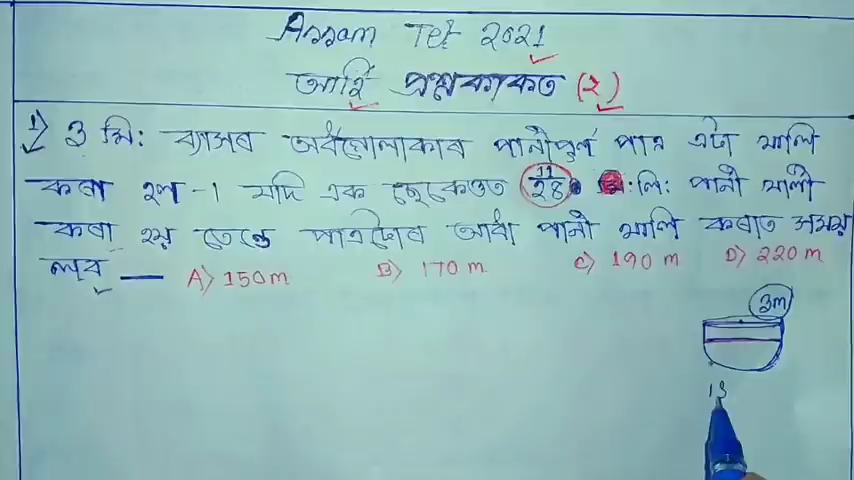 Assam Tet 2021
আৰ্হি প্ৰশ্নকাকত (২)
1) 3 মি: ব্যাসৰ অৰ্ধগোলাকাৰ পানীপুৰ্ণ পাত্ৰ এটা খালি
কৰা হল -। যদি এক ছেকেণ্ডত 11/28 লি: পানী খালী
কৰা হয় তেন্তে পাত্ৰটোৰ আধা পানী খালি কৰাত সময়
লাব — A) 150m B) 170 m C) 190 m D) 220 m
3m